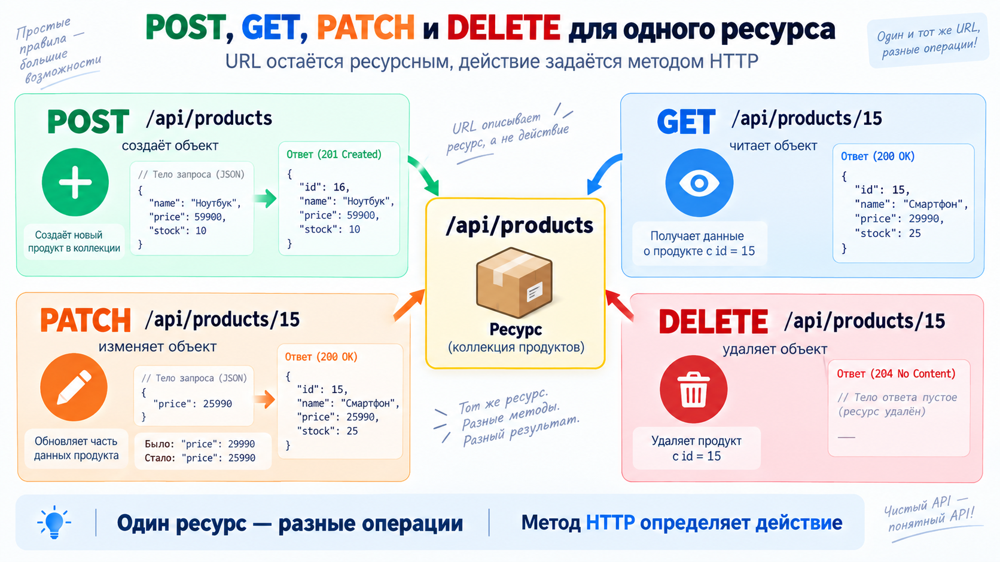 Простые
правила —
большие
возможности
POST, GET, PATCH и DELETE для одного ресурса
URL остаётся ресурсным, действие задаётся методом HTTP
Один и тот же URL,
разные операции!
POST /api/products
создаёт объект
Создаёт новый
продукт в коллекции
// Тело запроса (JSON)
{
"name": "Ноутбук",
"price": 59900,
"stock": 10
}
Ответ (201 Created)
{
"id": 16,
"name": "Ноутбук",
"price": 59900,
"stock": 10
}
URL описывает
ресурс, а не действие
GET /api/products/15
читает объект
Получает данные
о продукте с id = 15
Ответ (200 OK)
{
"id": 15,
"name": "Смартфон",
"price": 29990,
"stock": 25
}
/api/products
Ресурс
(коллекция продуктов)
PATCH /api/products/15
изменяет объект
Обновляет часть
данных продукта
// Тело запроса (JSON)
{
"price": 25990
}
Было: "price": 29990
Стало: "price": 25990
Ответ (200 OK)
{
"id": 15,
"name": "Смартфон",
"price": 25990,
"stock": 25
}
Тот же ресурс.
Разные методы.
Разный результат.
DELETE /api/products/15
удаляет объект
Удаляет продукт
с id = 15
Ответ (204 No Content)
// Тело ответа пустое
(ресурс удалён)
Один ресурс — разные операции
Метод HTTP определяет действие
Чистый API —
понятный API!